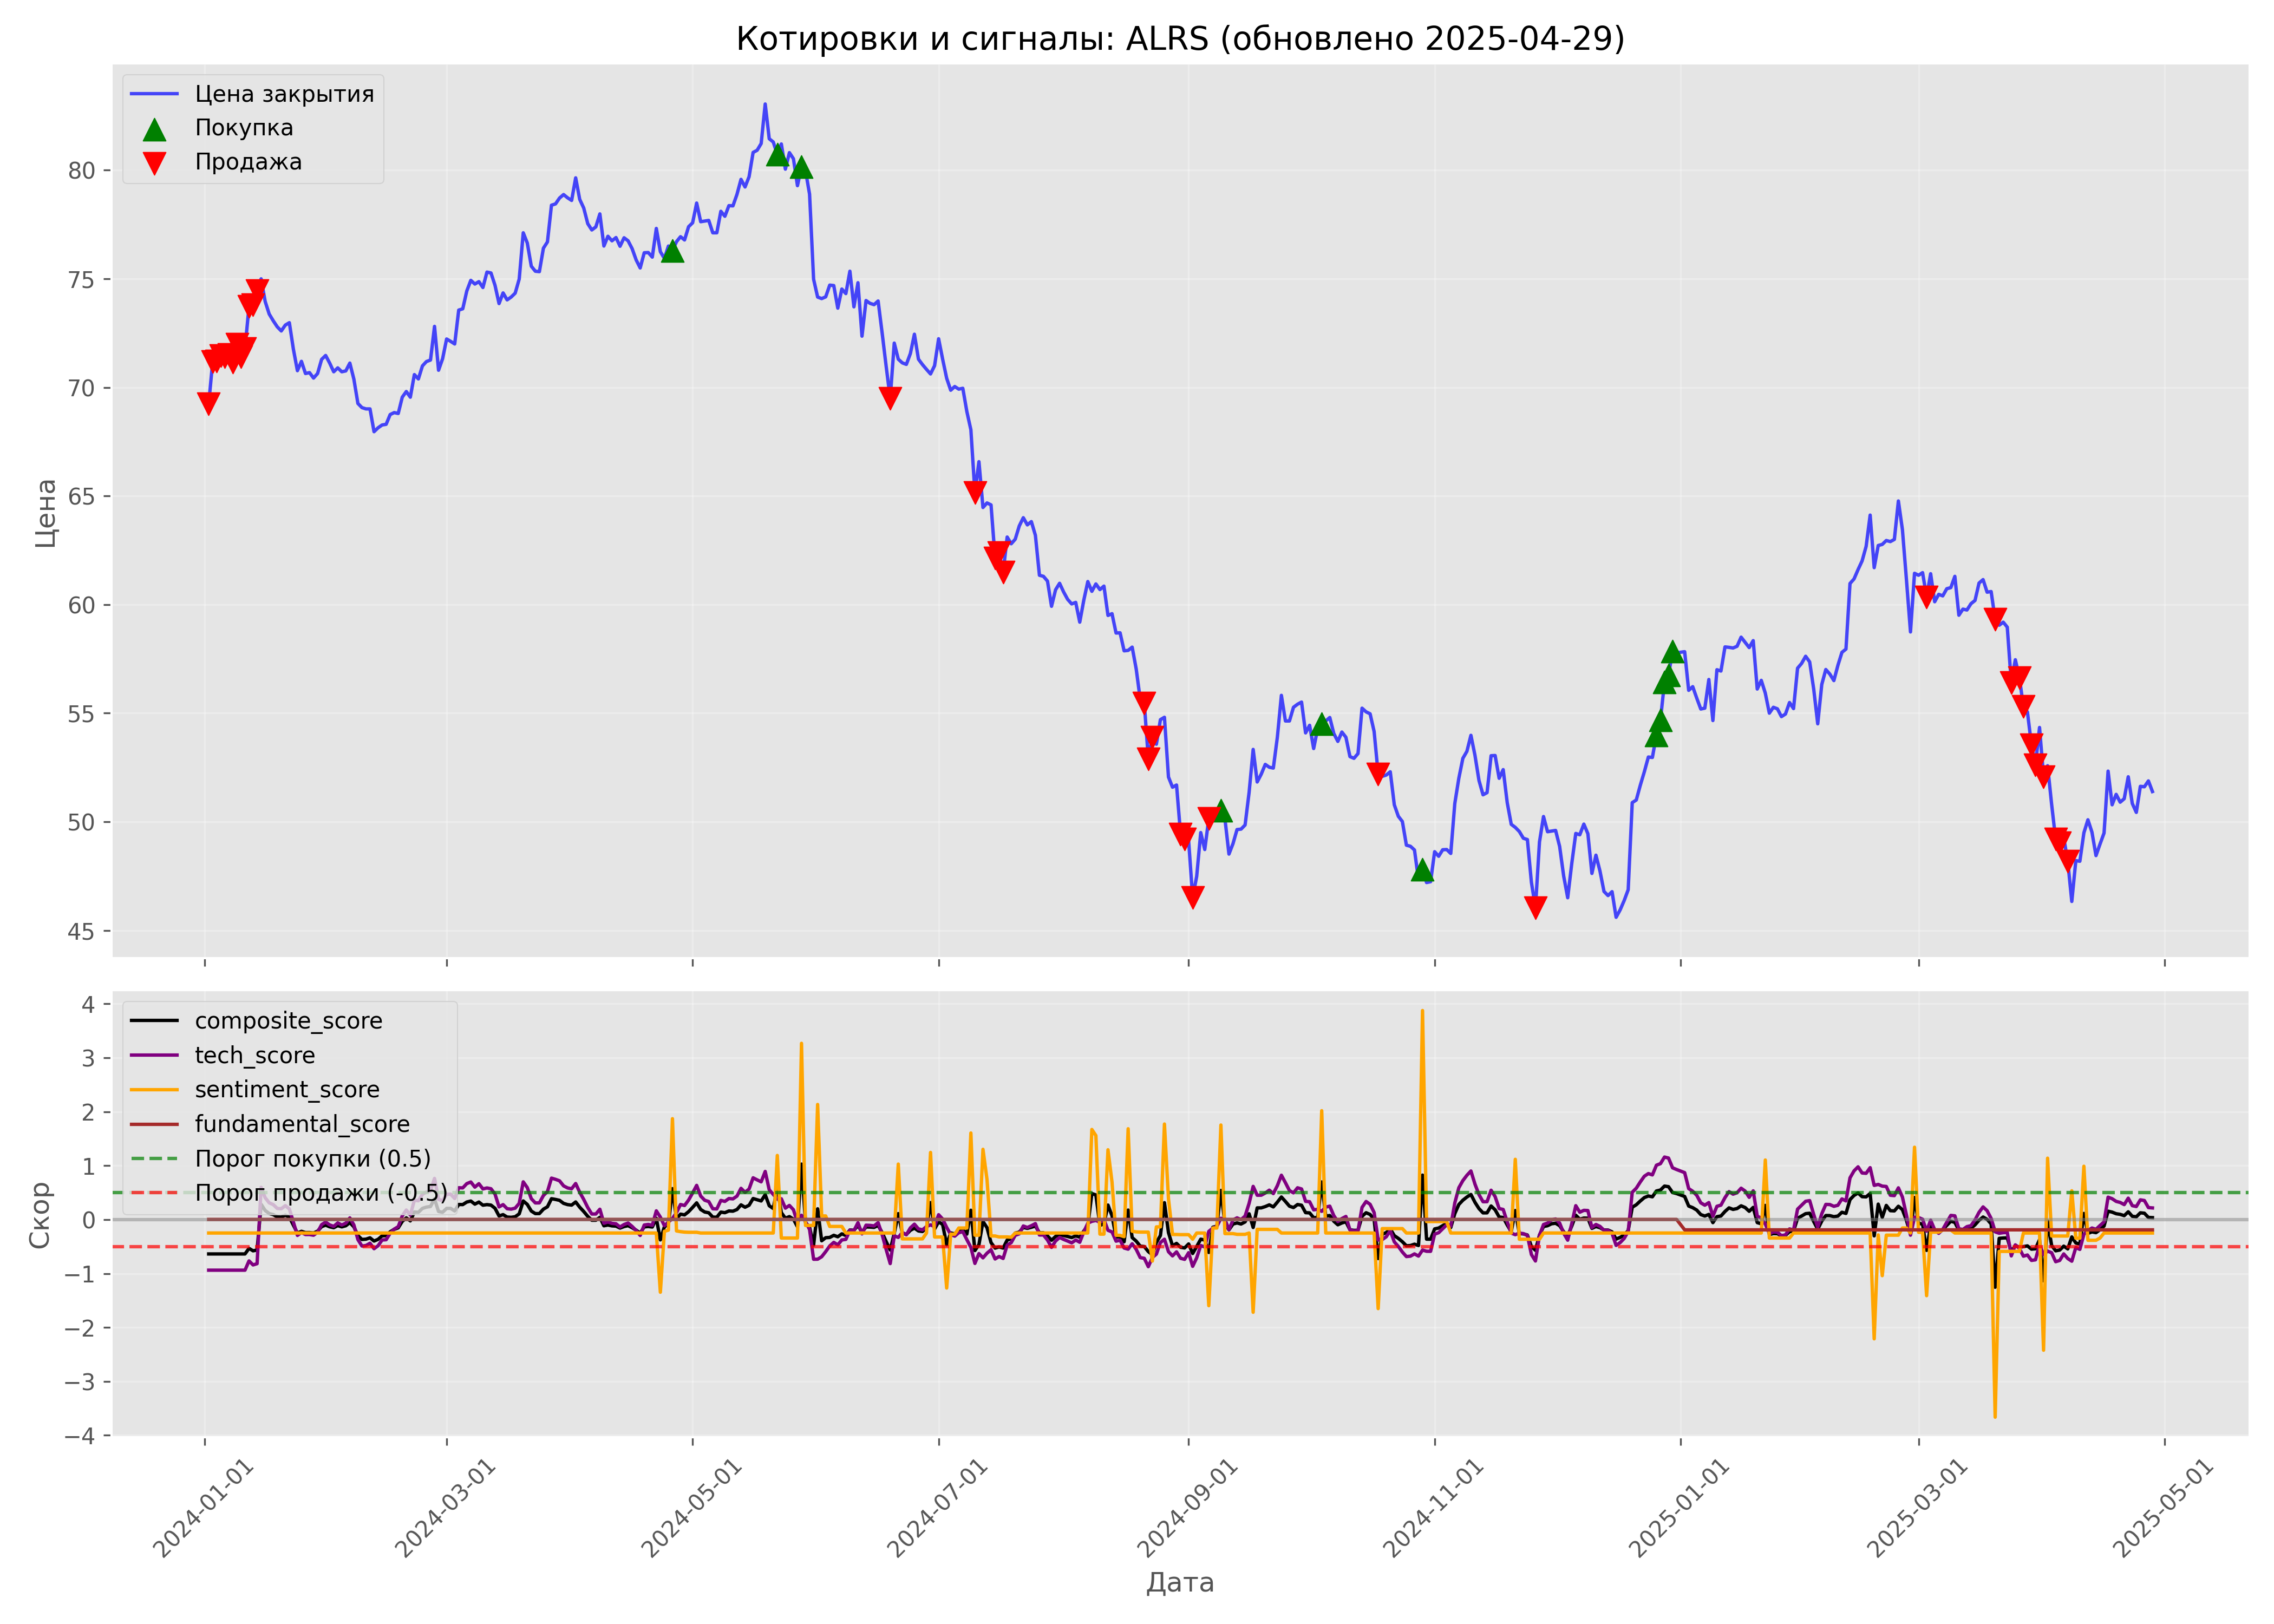 Котировки и сигналы: ALRS (обновлено 2025-04-29)
Цена закрытия
Покупка
Продажа
Цена
80
75
70
65
60
55
50
45
composite_score
tech_score
sentiment_score
fundamental_score
Порог покупки (0.5)
Порог продажи (-0.5)
Скор
4
3
2
1
0
−1
−2
−3
−4
2024-01-01
2024-03-01
2024-05-01
2024-07-01
2024-09-01
2024-11-01
2025-01-01
2025-03-01
2025-05-01
Дата